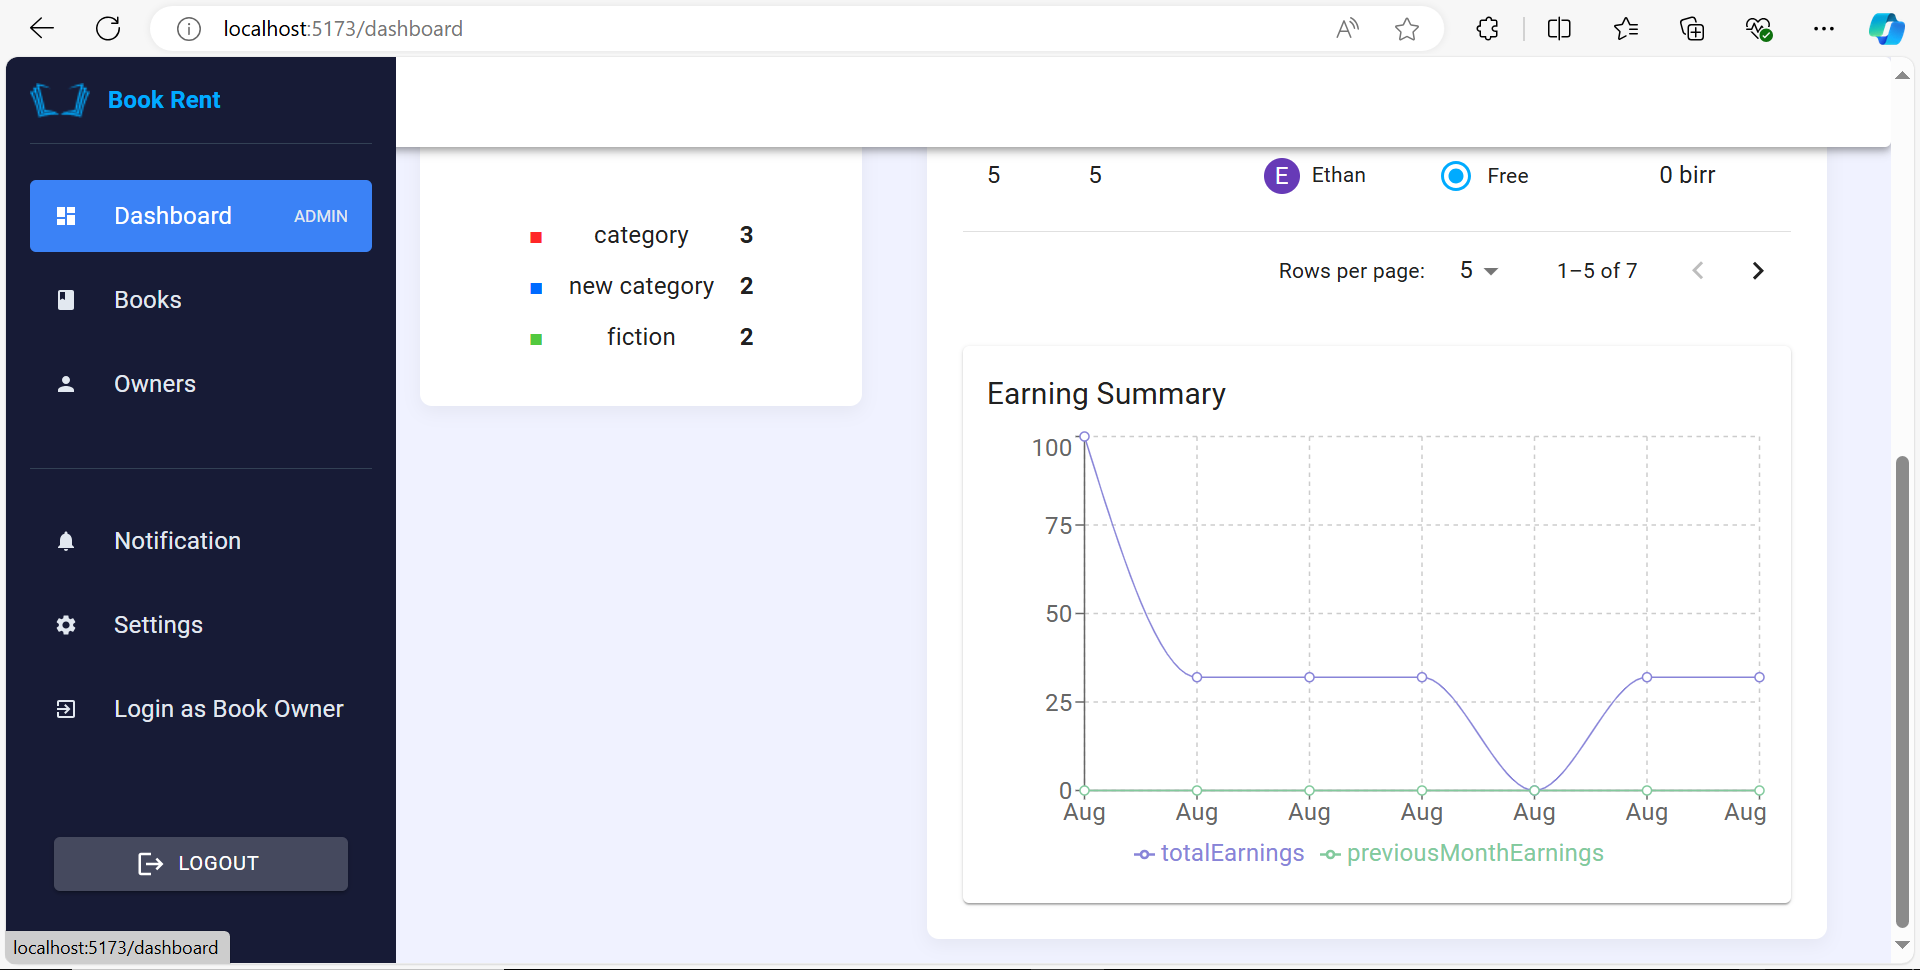 localhost:5173/dashboard
Book Rent
Dashboard ADMIN
Books
Owners
Notification
Settings
Login as Book Owner
LOGOUT
localhost:5173/dashboard
category 3
new category 2
fiction 2
5 5 E Ethan Free 0 birr
Rows per page: 5 1–5 of 7
Earning Summary
100
75
50
25
0
Aug Aug Aug Aug Aug Aug Aug
totalEarnings previousMonthEarnings